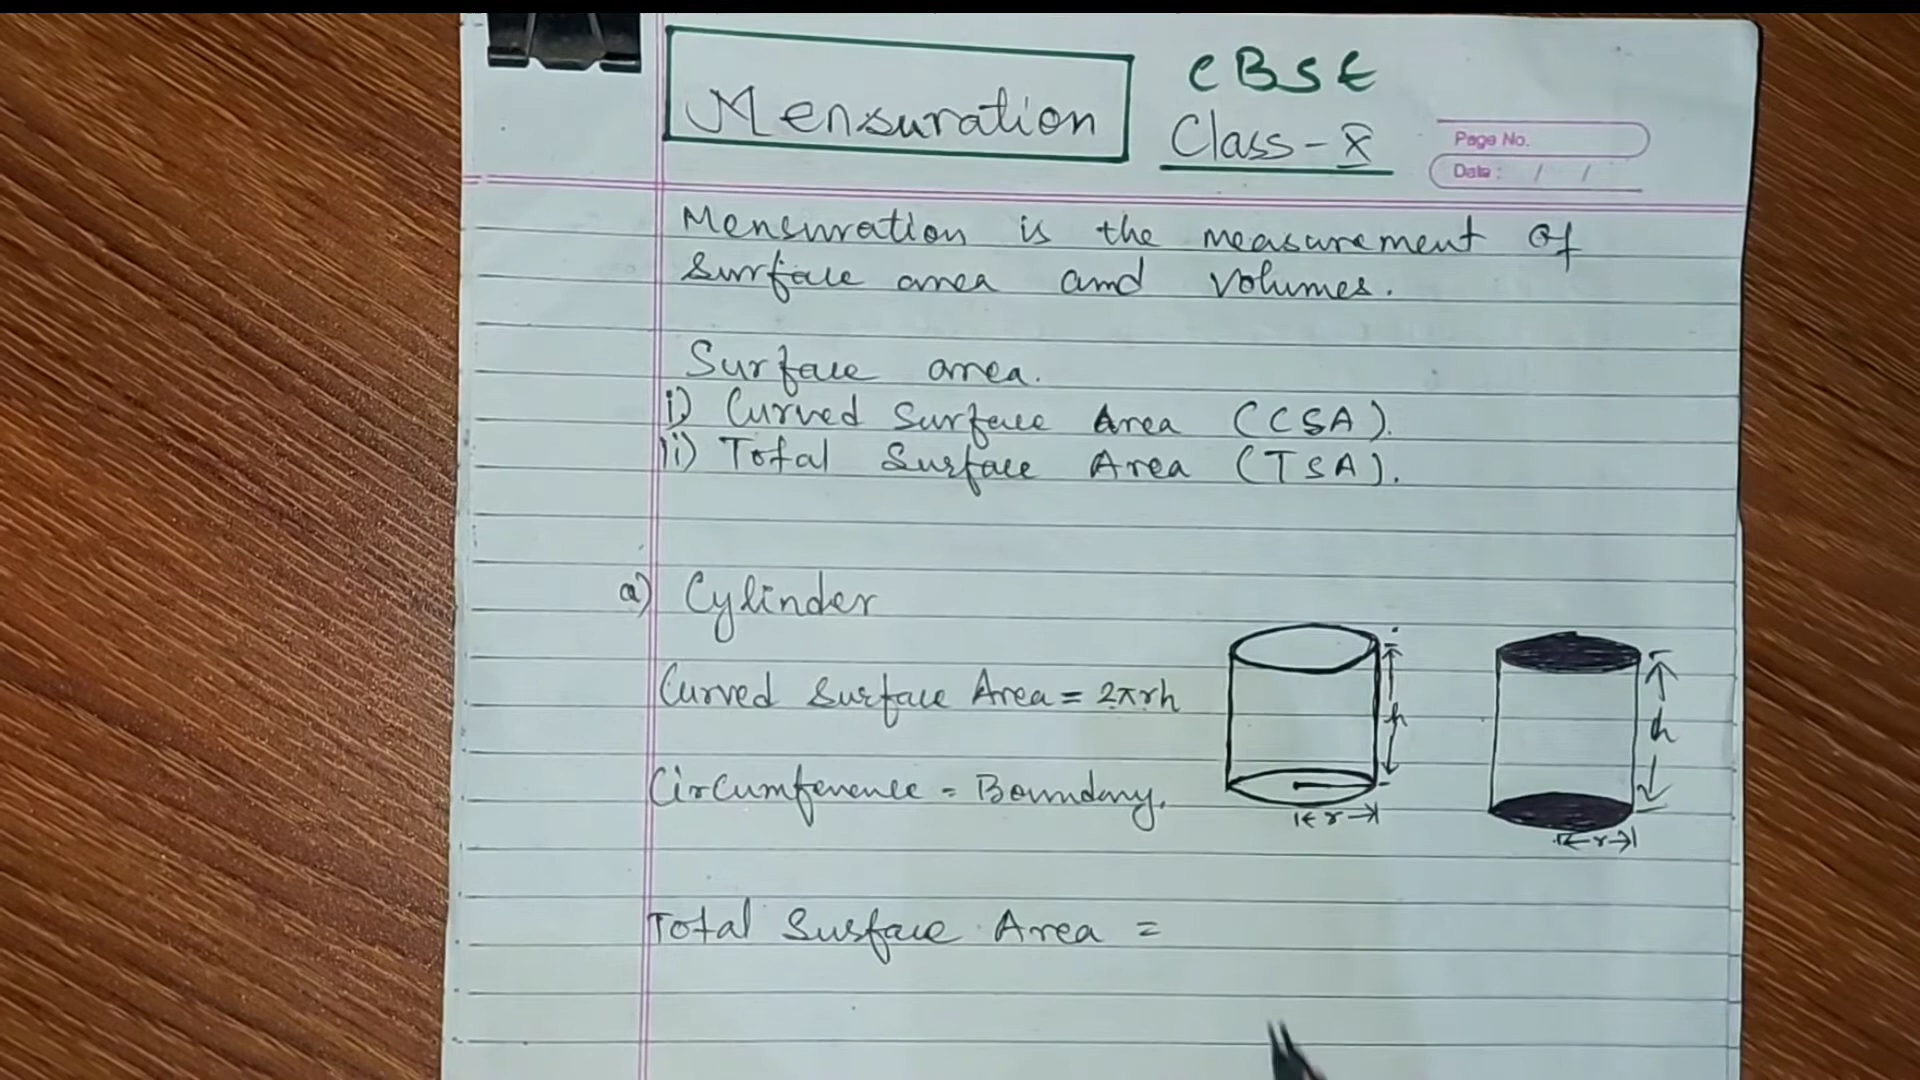 Mensuration
CBSE
Class-X
Page No.
Date: / /
Mensuration is the measurement of
surface area and volumes.
Surface area.
i) Curved Surface Area (CSA).
ii) Total Surface Area (TSA).
a) Cylinder
Curved Surface Area = 2πrh
h
h
Circumference = Boundary.
r
r
Total Surface Area =